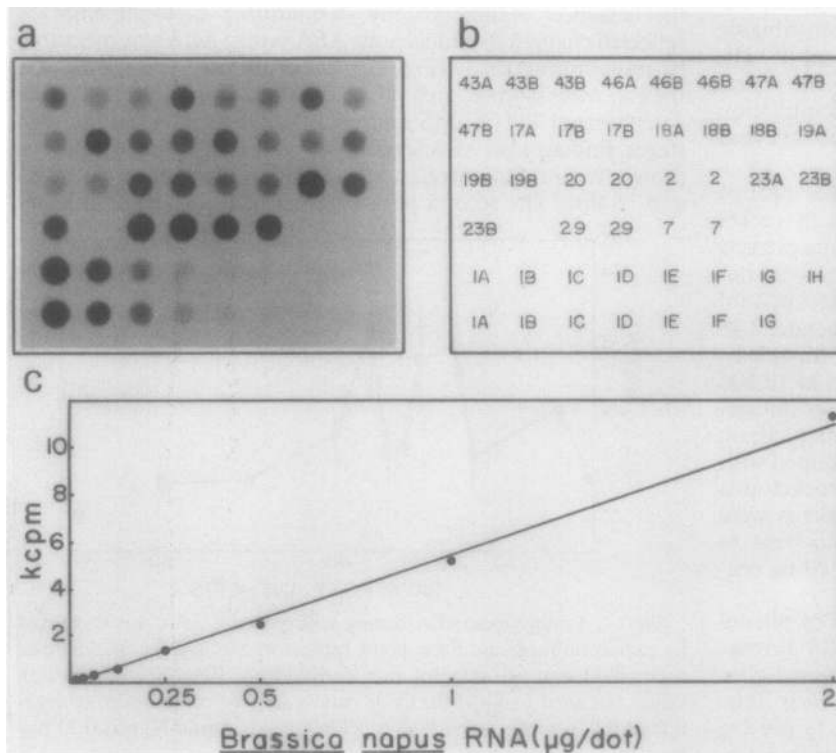 a
b
43A 43B 43B 46A 46B 46B 47A 47B
47B 17A 17B 17B 18A 18B 18B 19A
19B 19B 20 20 2 2 23A 23B
23B 29 29 7 7
1A 1B 1C 1D 1E 1F 1G 1H
1A 1B 1C 1D 1E 1F 1G
C
10
8
6
4
2
kcpm
0.25 0.5 1 2
Brassica napus RNA(µg/dot)